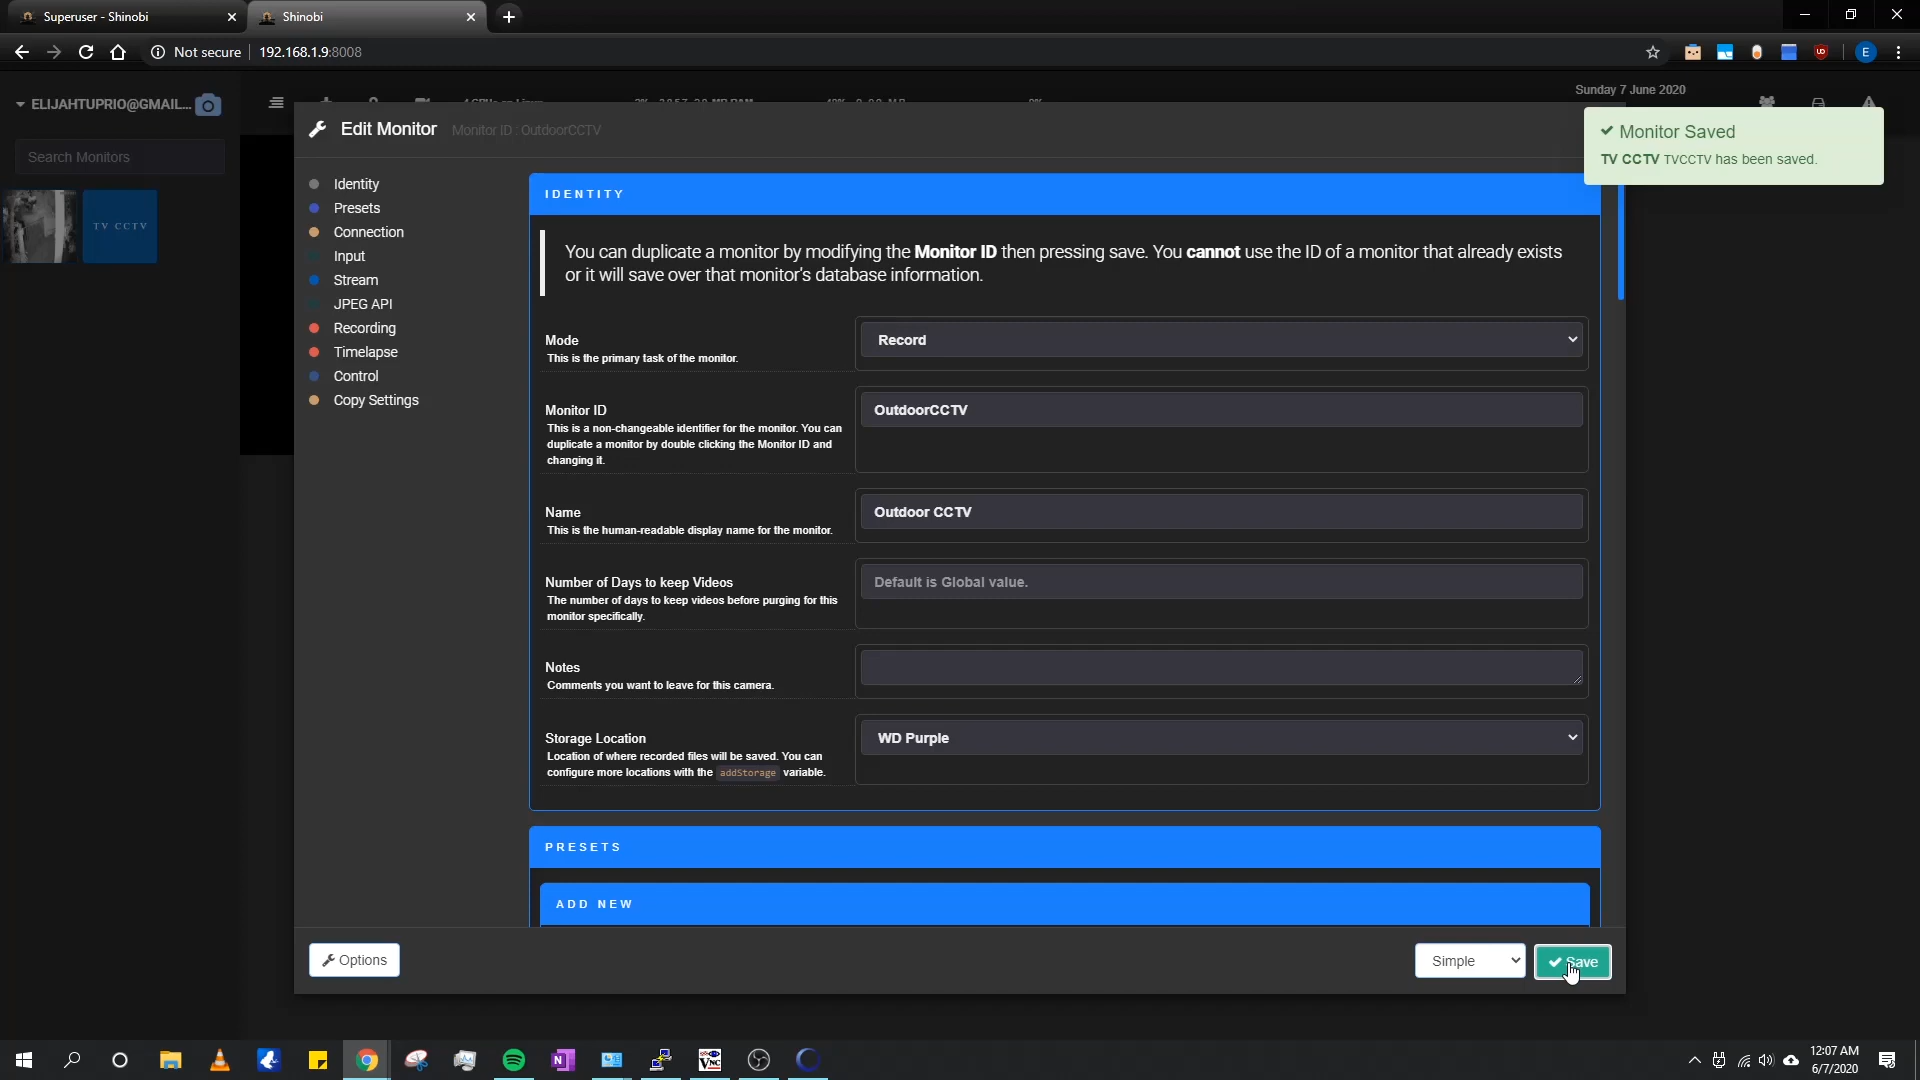 Superuser - Shinobi
Shinobi
Not secure
192.168.1.9:8008
E
ELIJAHTUPRIO@GMAIL...
Sunday 7 June 2020
Edit Monitor
Monitor ID : OutdoorCCTV
Monitor Saved
TV CCTV TVCCTV has been saved.
Search Monitors
TV CCTV
Identity
Presets
Connection
Input
Stream
JPEG API
Recording
Timelapse
Control
Copy Settings
IDENTITY
You can duplicate a monitor by modifying the Monitor ID then pressing save. You cannot use the ID of a monitor that already exists
or it will save over that monitor's database information.
Mode
This is the primary task of the monitor.
Record
Monitor ID
This is a non-changeable identifier for the monitor. You can
duplicate a monitor by double clicking the Monitor ID and
changing it.
OutdoorCCTV
Name
This is the human-readable display name for the monitor.
Outdoor CCTV
Number of Days to keep Videos
The number of days to keep videos before purging for this
monitor specifically.
Default is Global value.
Notes
Comments you want to leave for this camera.
Storage Location
Location of where recorded files will be saved. You can
configure more locations with the addStorage variable.
WD Purple
PRESETS
ADD NEW
Options
Simple
Save
12:07 AM
6/7/2020